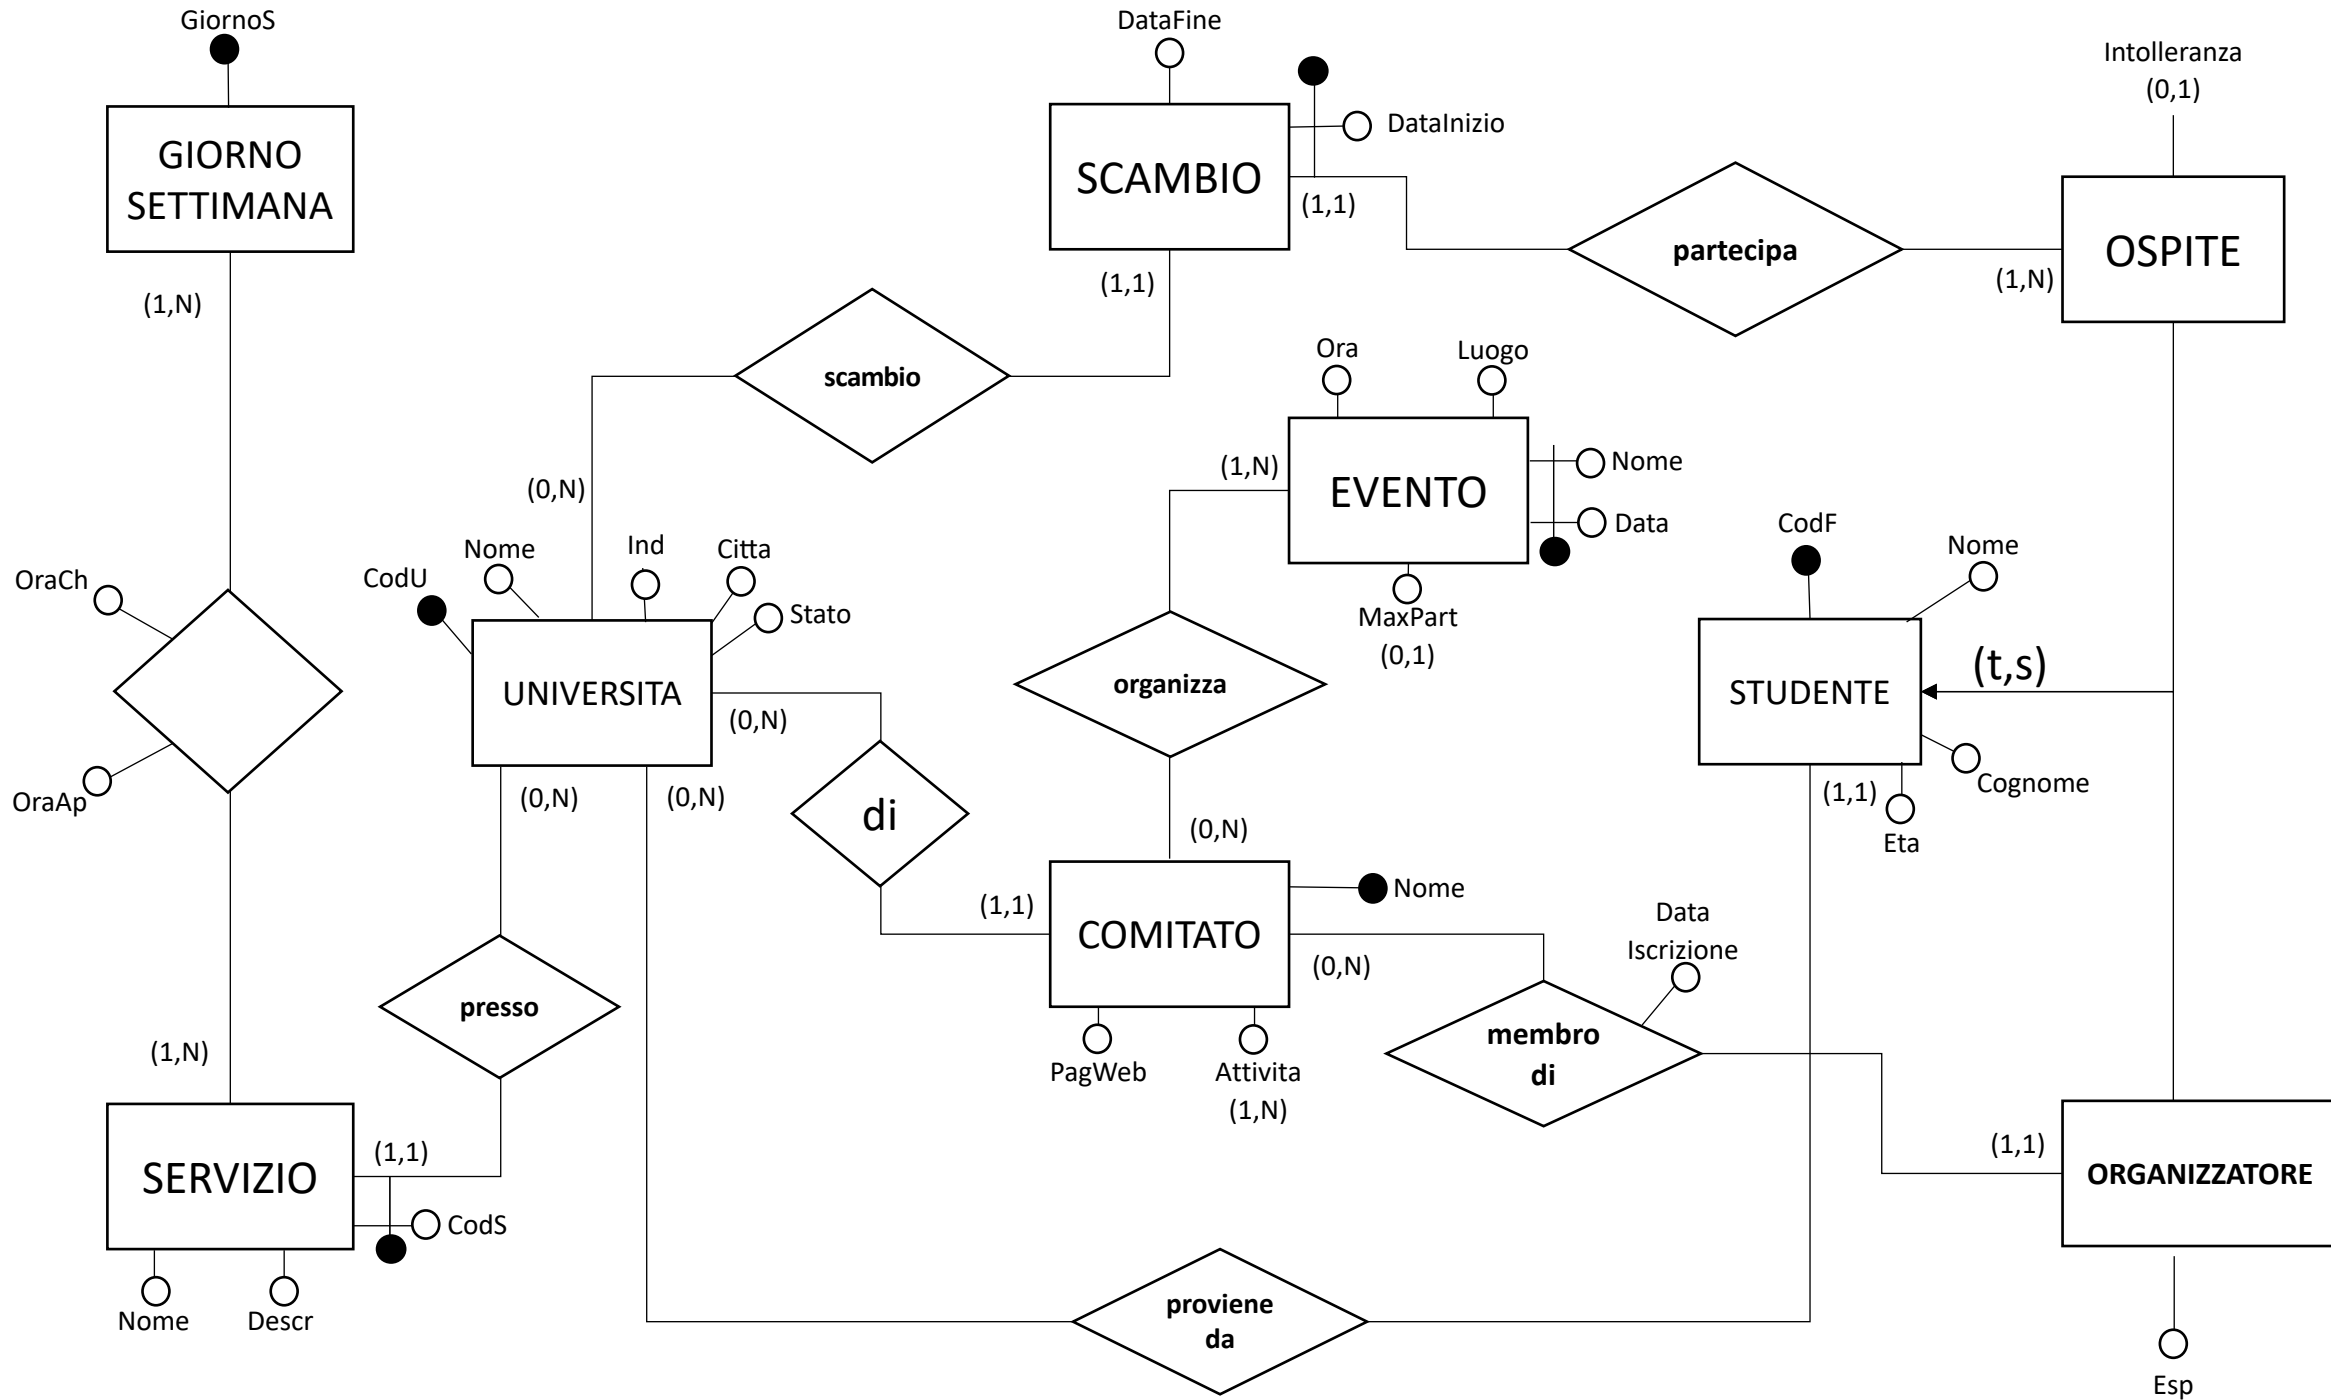 GiornoS
DataFine
Intolleranza
(0,1)
DataInizio
GIORNO
SETTIMANA
SCAMBIO
(1,1)
partecipa
OSPITE
(1,N)
(1,N)
(1,1)
scambio
Ora
Luogo
(0,N)
(1,N)
EVENTO
Nome
Data
MaxPart
(0,1)
CodF
Nome
OraCh
OraAp
CodU
Nome
Ind
Citta
Stato
UNIVERSITA
(0,N)
(0,N)
(0,N)
di
organizza
(0,N)
STUDENTE
(t,s)
(1,1)
Cognome
Eta
(1,1)
COMITATO
Nome
(0,N)
Data
Iscrizione
PagWeb
Attivita
(1,N)
membro
di
presso
(1,N)
SERVIZIO
(1,1)
CodS
Nome
Descr
(1,1)
ORGANIZZATORE
proviene
da
Esp